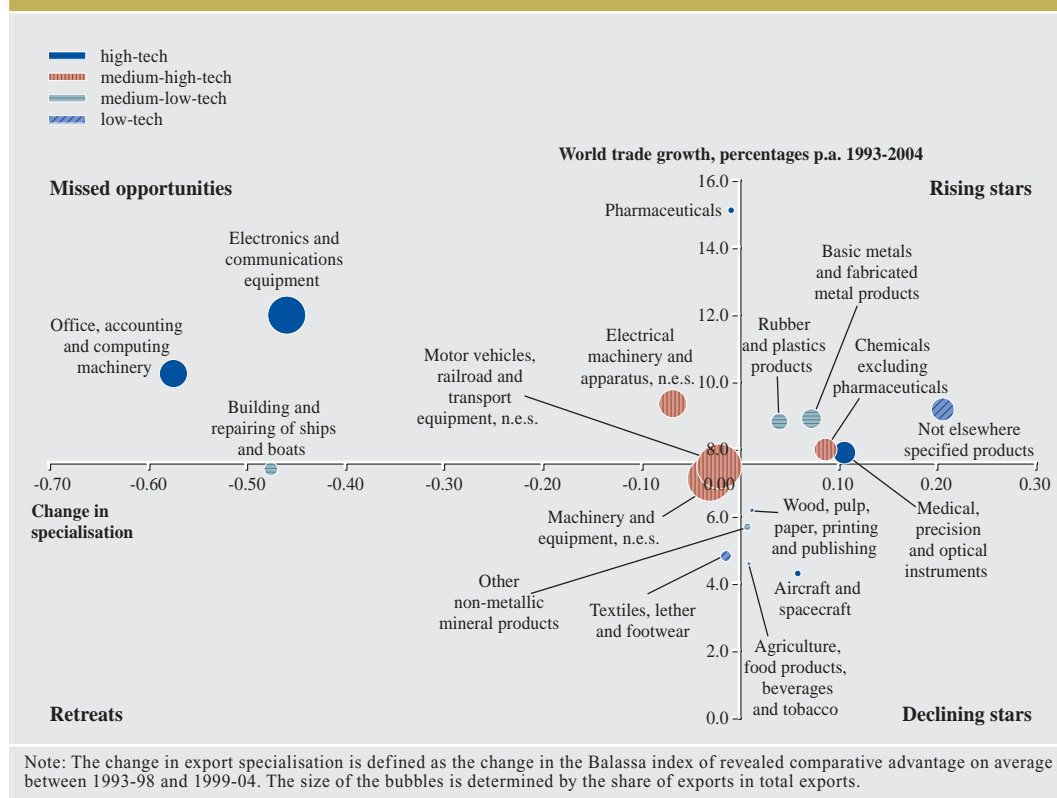 high-tech
medium-high-tech
medium-low-tech
low-tech
World trade growth, percentages p.a. 1993-2004
Missed opportunities
Rising stars
16.0
14.0
12.0
10.0
8.0
6.0
4.0
2.0
0.0
Pharmaceuticals
Electronics and
communications
equipment
Basic metals
and fabricated
metal products
Office, accounting
and computing
machinery
Motor vehicles,
railroad and
transport
equipment, n.e.s.
Electrical
machinery and
apparatus, n.e.s.
Rubber
and plastics
products
Chemicals
excluding
pharmaceuticals
Building and
repairing of ships
and boats
Not elsewhere
specified products
-0.70
-0.60
-0.50
-0.40
-0.30
-0.20
-0.10
0.00
0.10
0.20
0.30
Change in
specialisation
Machinery and
equipment, n.e.s.
Wood, pulp,
paper, printing
and publishing
Medical,
precision
and optical
instruments
Other
non-metallic
mineral products
Textiles, lether
and footwear
Aircraft and
spacecraft
Agriculture,
food products,
beverages
and tobacco
Retreats
Declining stars
Note: The change in export specialisation is defined as the change in the Balassa index of revealed comparative advantage on average
between 1993-98 and 1999-04. The size of the bubbles is determined by the share of exports in total exports.